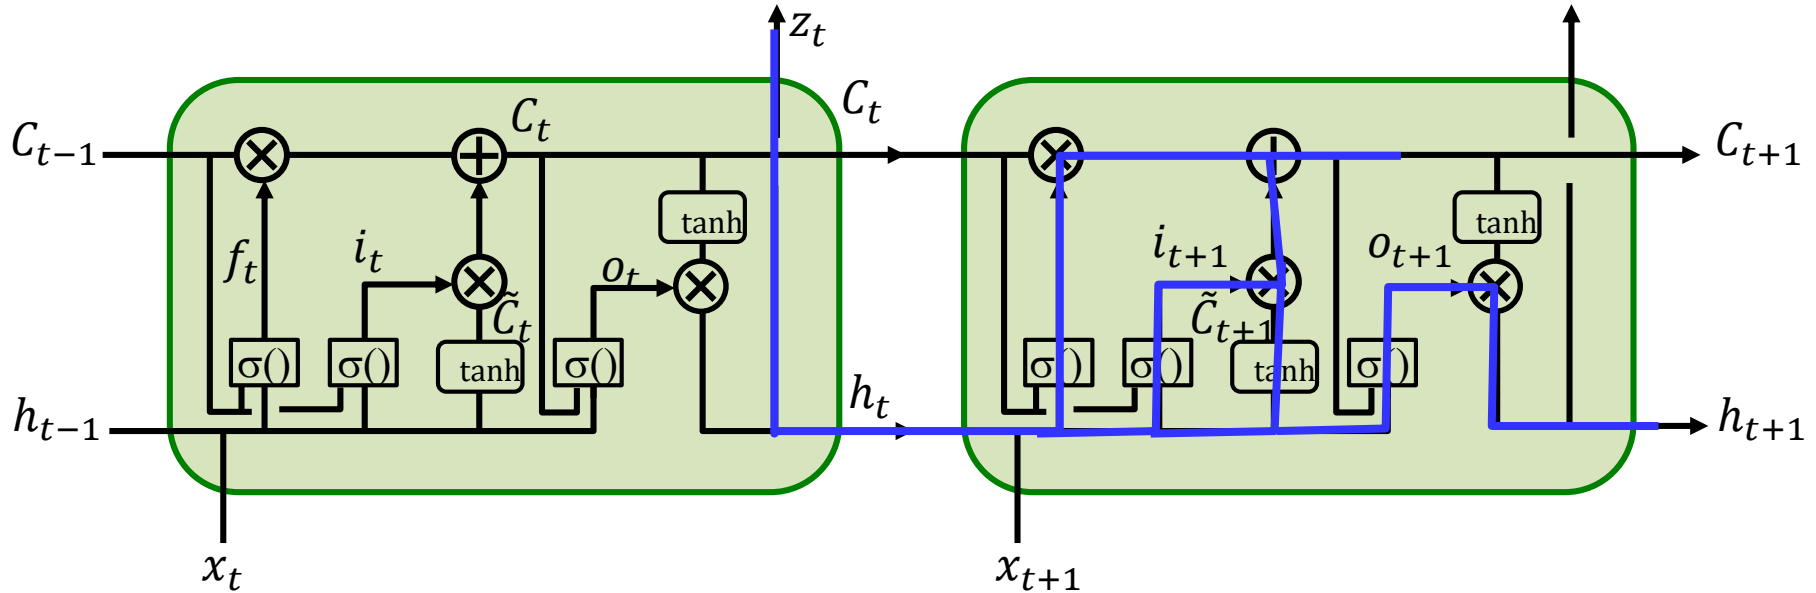 z_t
C_{t-1} C_t C_t C_{t+1}
tanh tanh
f_t i_t o_t i_{t+1} o_{t+1}
C̃_t C̃_{t+1}
σ() σ() tanh σ() σ() σ() tanh σ()
h_{t-1} h_t h_{t+1}
x_t x_{t+1}